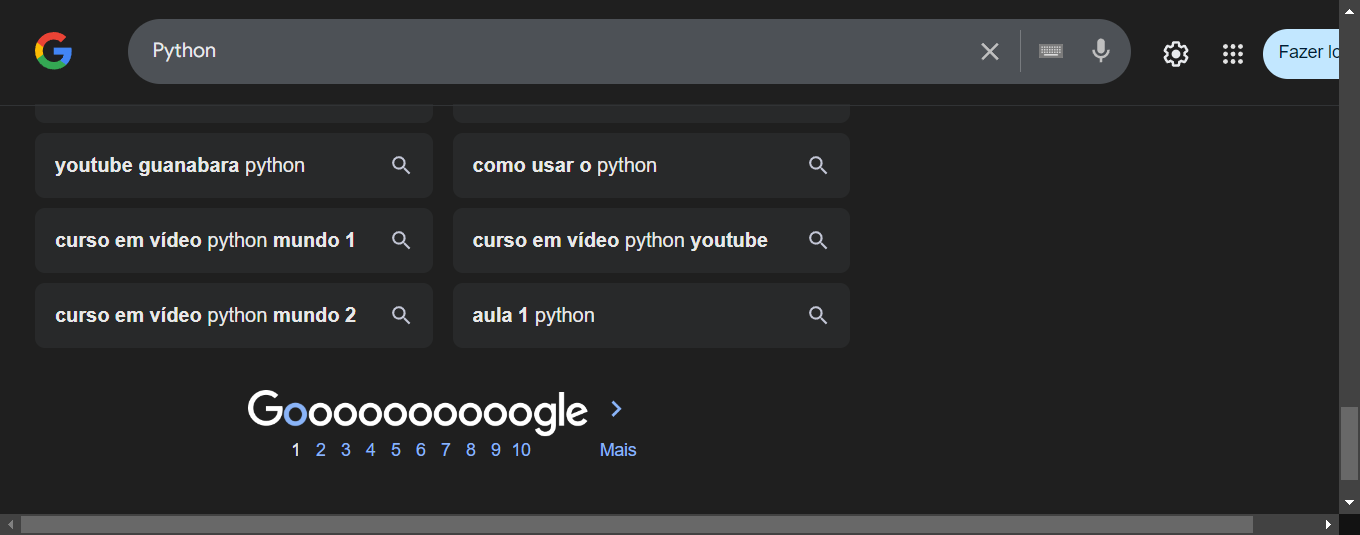 Python
Fazer lo
youtube guanabara python
como usar o python
curso em vídeo python mundo 1
curso em vídeo python youtube
curso em vídeo python mundo 2
aula 1 python
Goooooooooogle
1 2 3 4 5 6 7 8 9 10 Mais